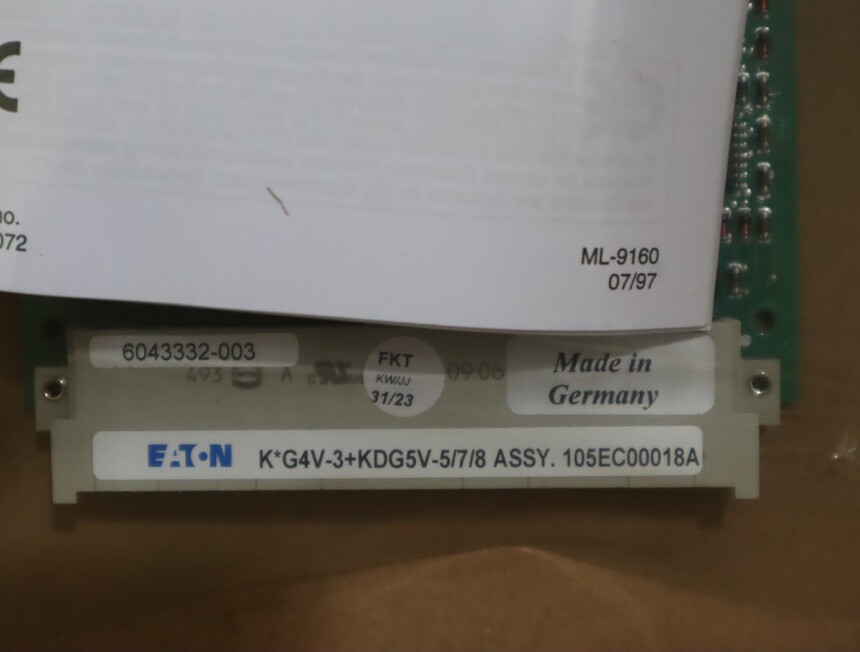 no.
072
ML-9160
07/97
6043332-003
493
A
09 06
FKT
KW/JJ
31/23
Made in
Germany
EATON K*G4V-3+KDG5V-5/7/8 ASSY. 105EC00018A